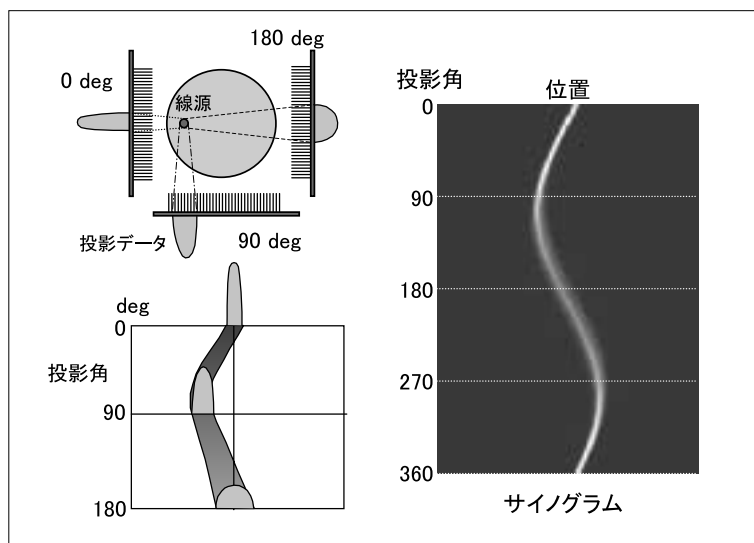 180 deg
0 deg
線源
投影データ
90 deg
deg
0
投影角
90
180
投影角
位置
0
90
180
270
360
サイノグラム